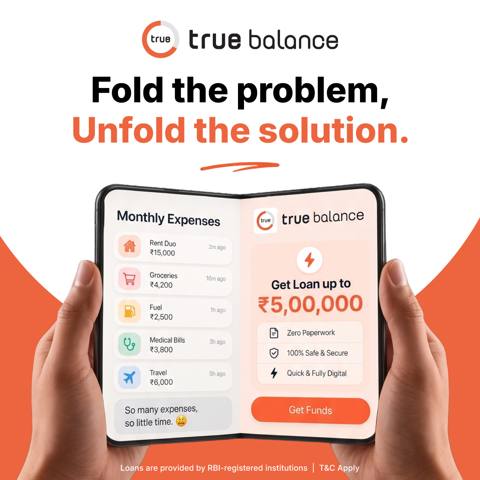 true
true balance
Fold the problem,
Unfold the solution.
Monthly Expenses
Rent Duo
₹15,000
2m ago
Groceries
₹4,200
16m ago
Fuel
₹2,500
1h ago
Medical Bills
₹3,800
3h ago
Travel
₹6,000
5h ago
So many expenses,
so little time. 😩
true
true balance
Get Loan up to
₹5,00,000
Zero Paperwork
100% Safe & Secure
Quick & Fully Digital
Get Funds
Loans are provided by RBI-registered institutions | T&C Apply